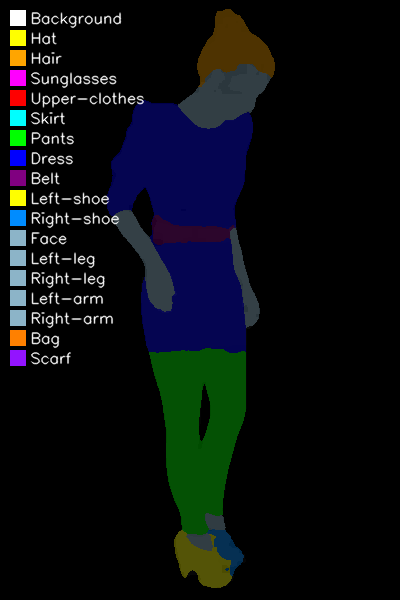 Background
Hat
Hair
Sunglasses
Upper-clothes
Skirt
Pants
Dress
Belt
Left-shoe
Right-shoe
Face
Left-leg
Right-leg
Left-arm
Right-arm
Bag
Scarf